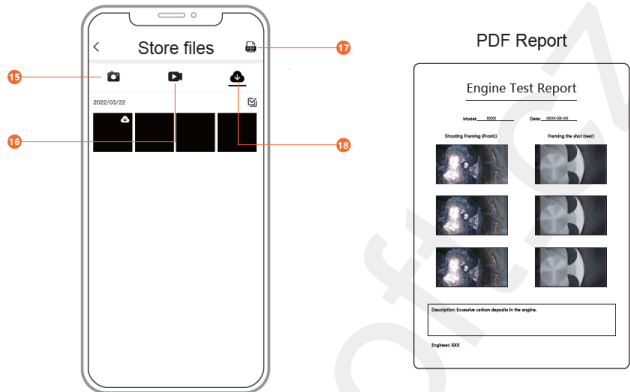 Store files
PDF
17
15
2022/03/22
16
18
PDF Report
Engine Test Report
Model: XXXX Date: XXXX-XX-XX
Shooting Framing (Front)) Framing the shot (rear)
Description: Excessive carbon deposits in the engine.
Engineer: XXX